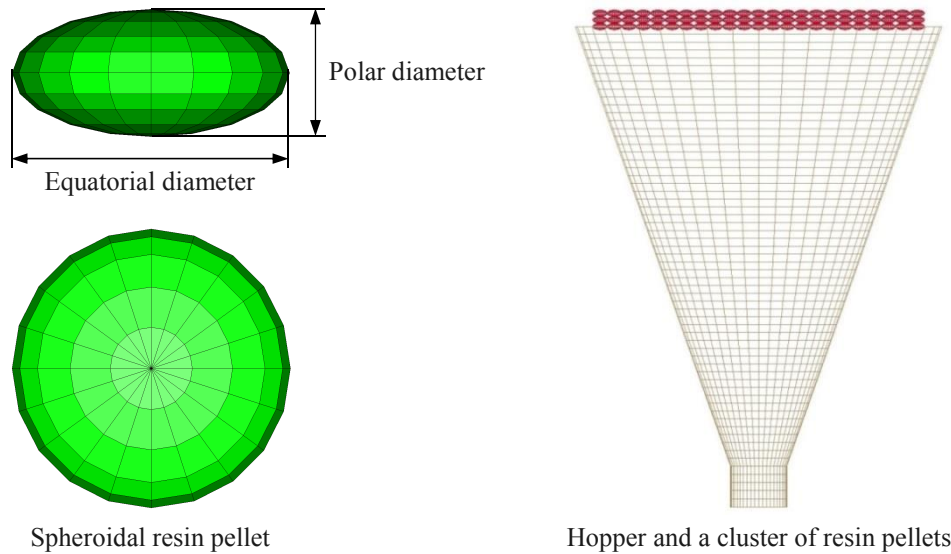 Polar diameter
Equatorial diameter
Spheroidal resin pellet
Hopper and a cluster of resin pellets